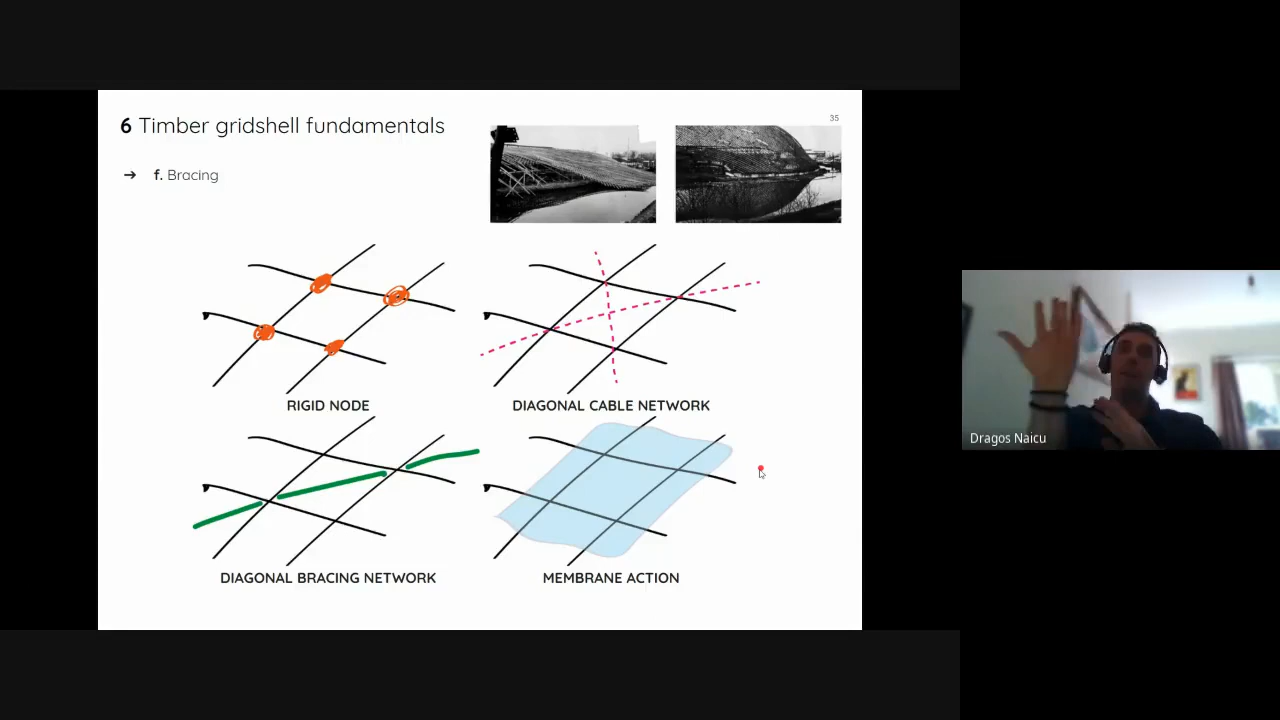 6 Timber gridshell fundamentals
35
➔ f. Bracing
RIGID NODE
DIAGONAL CABLE NETWORK
DIAGONAL BRACING NETWORK
MEMBRANE ACTION
Dragos Naicu